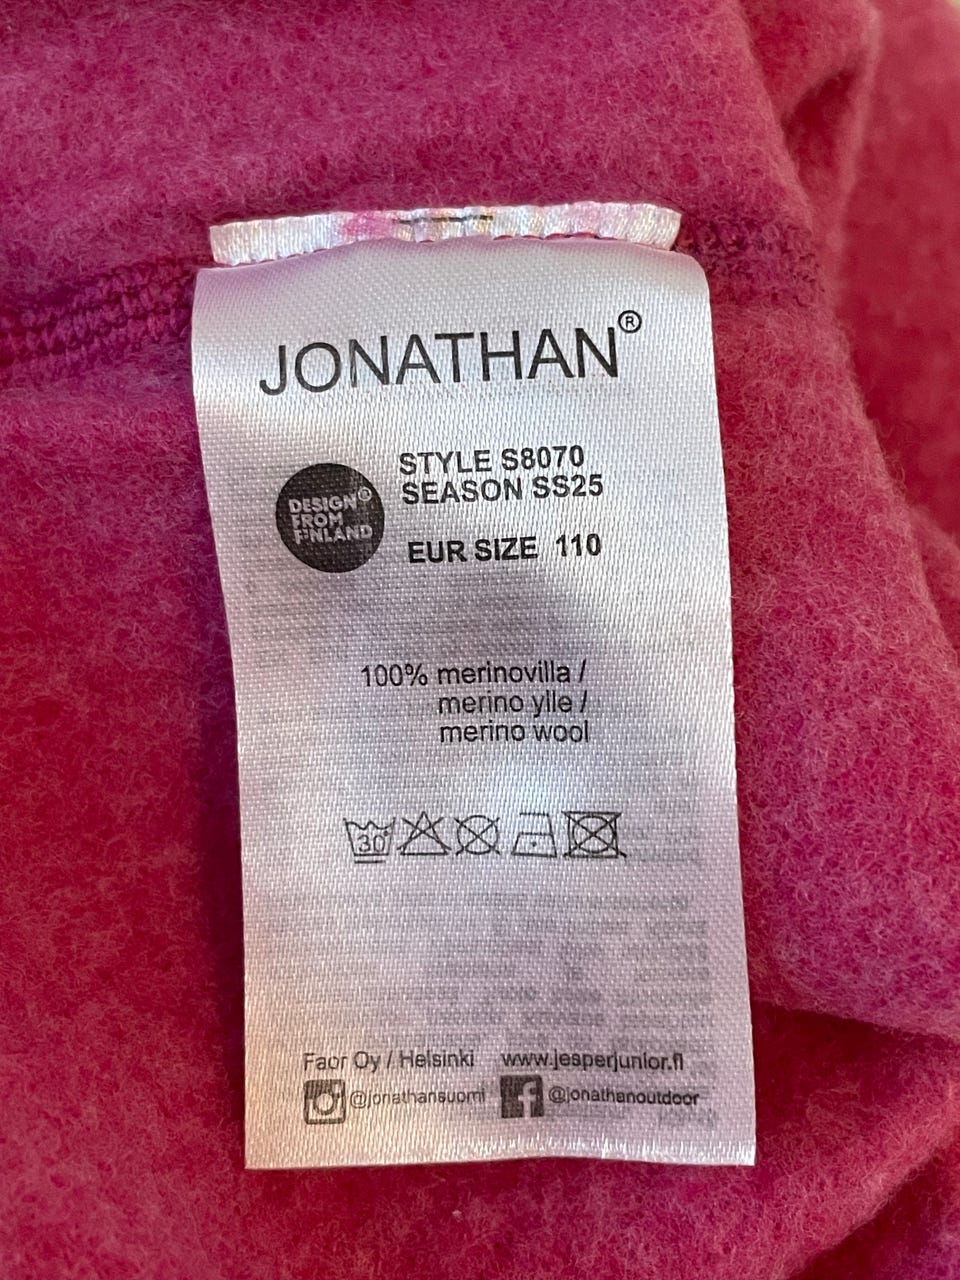 JONATHAN®
DESIGN®
FROM
FINLAND
STYLE S8070
SEASON SS25
EUR SIZE 110
100% merinovilla /
merino ylle /
merino wool
30
Faor Oy / Helsinki www.jesperjunior.fi
@jonathansuomi @jonathanoutdoor